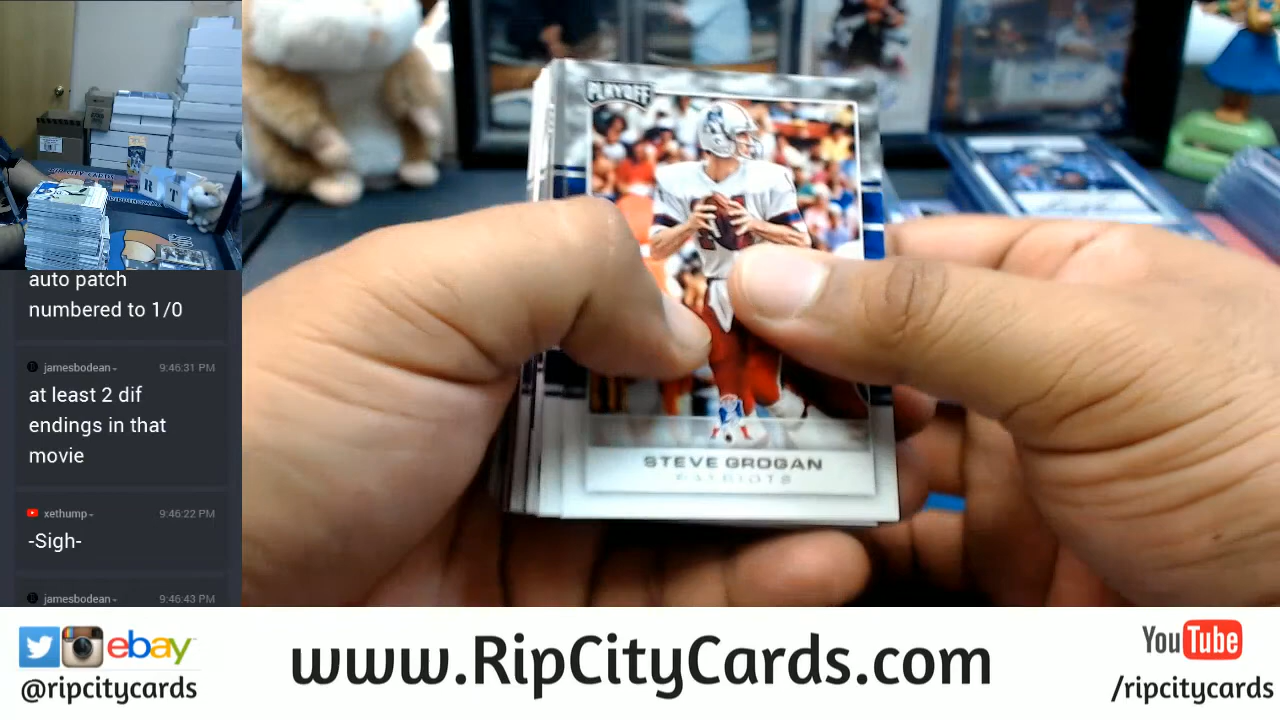 auto patch
numbered to 1/0
jamesbodean
9:46:31 PM
at least 2 dif
endings in that
movie
xethump
9:46:22 PM
-Sigh-
jamesbodean
9:46:43 PM
PLAYOFF
STEVE GROGAN
PATRIOTS
ebay
@ripcitycards
www.RipCityCards.com
YouTube
/ripcitycards